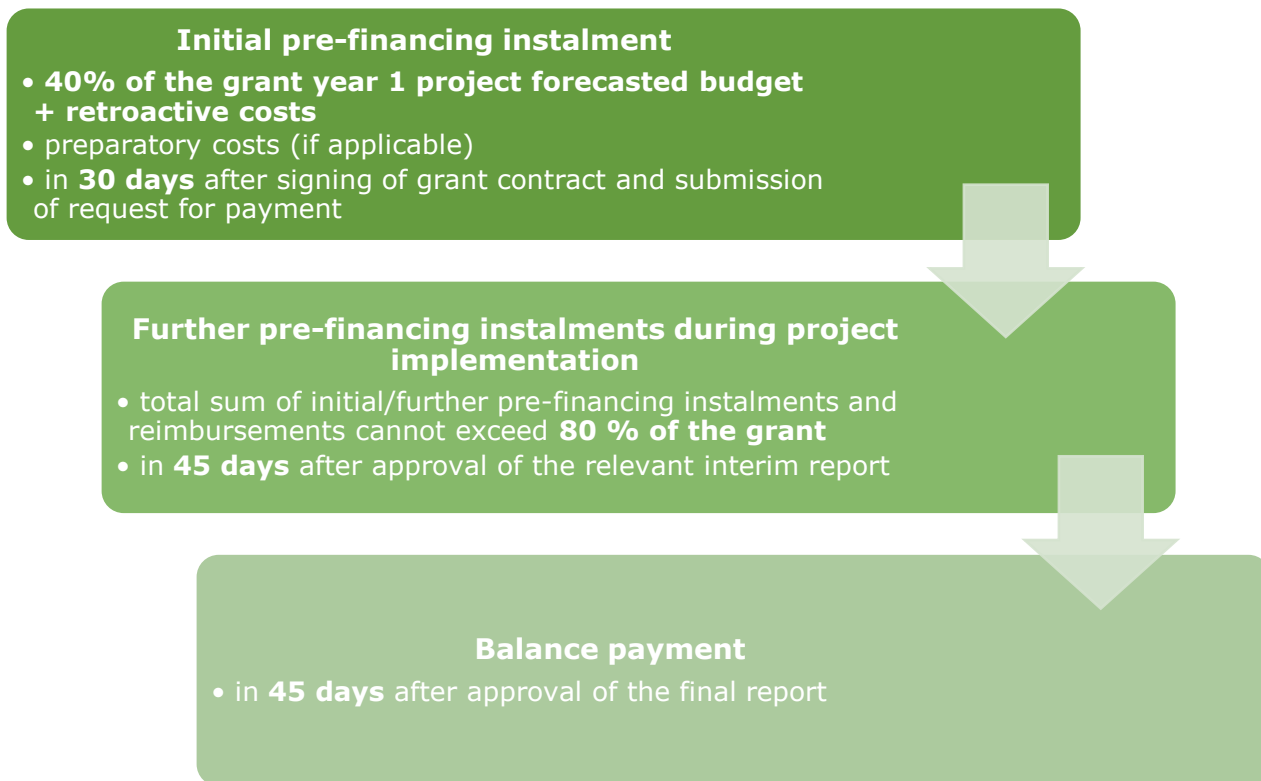 Initial pre-financing instalment
• 40% of the grant year 1 project forecasted budget
+ retroactive costs
• preparatory costs (if applicable)
• in 30 days after signing of grant contract and submission
of request for payment
Further pre-financing instalments during project
implementation
• total sum of initial/further pre-financing instalments and
reimbursements cannot exceed 80 % of the grant
• in 45 days after approval of the relevant interim report
Balance payment
• in 45 days after approval of the final report